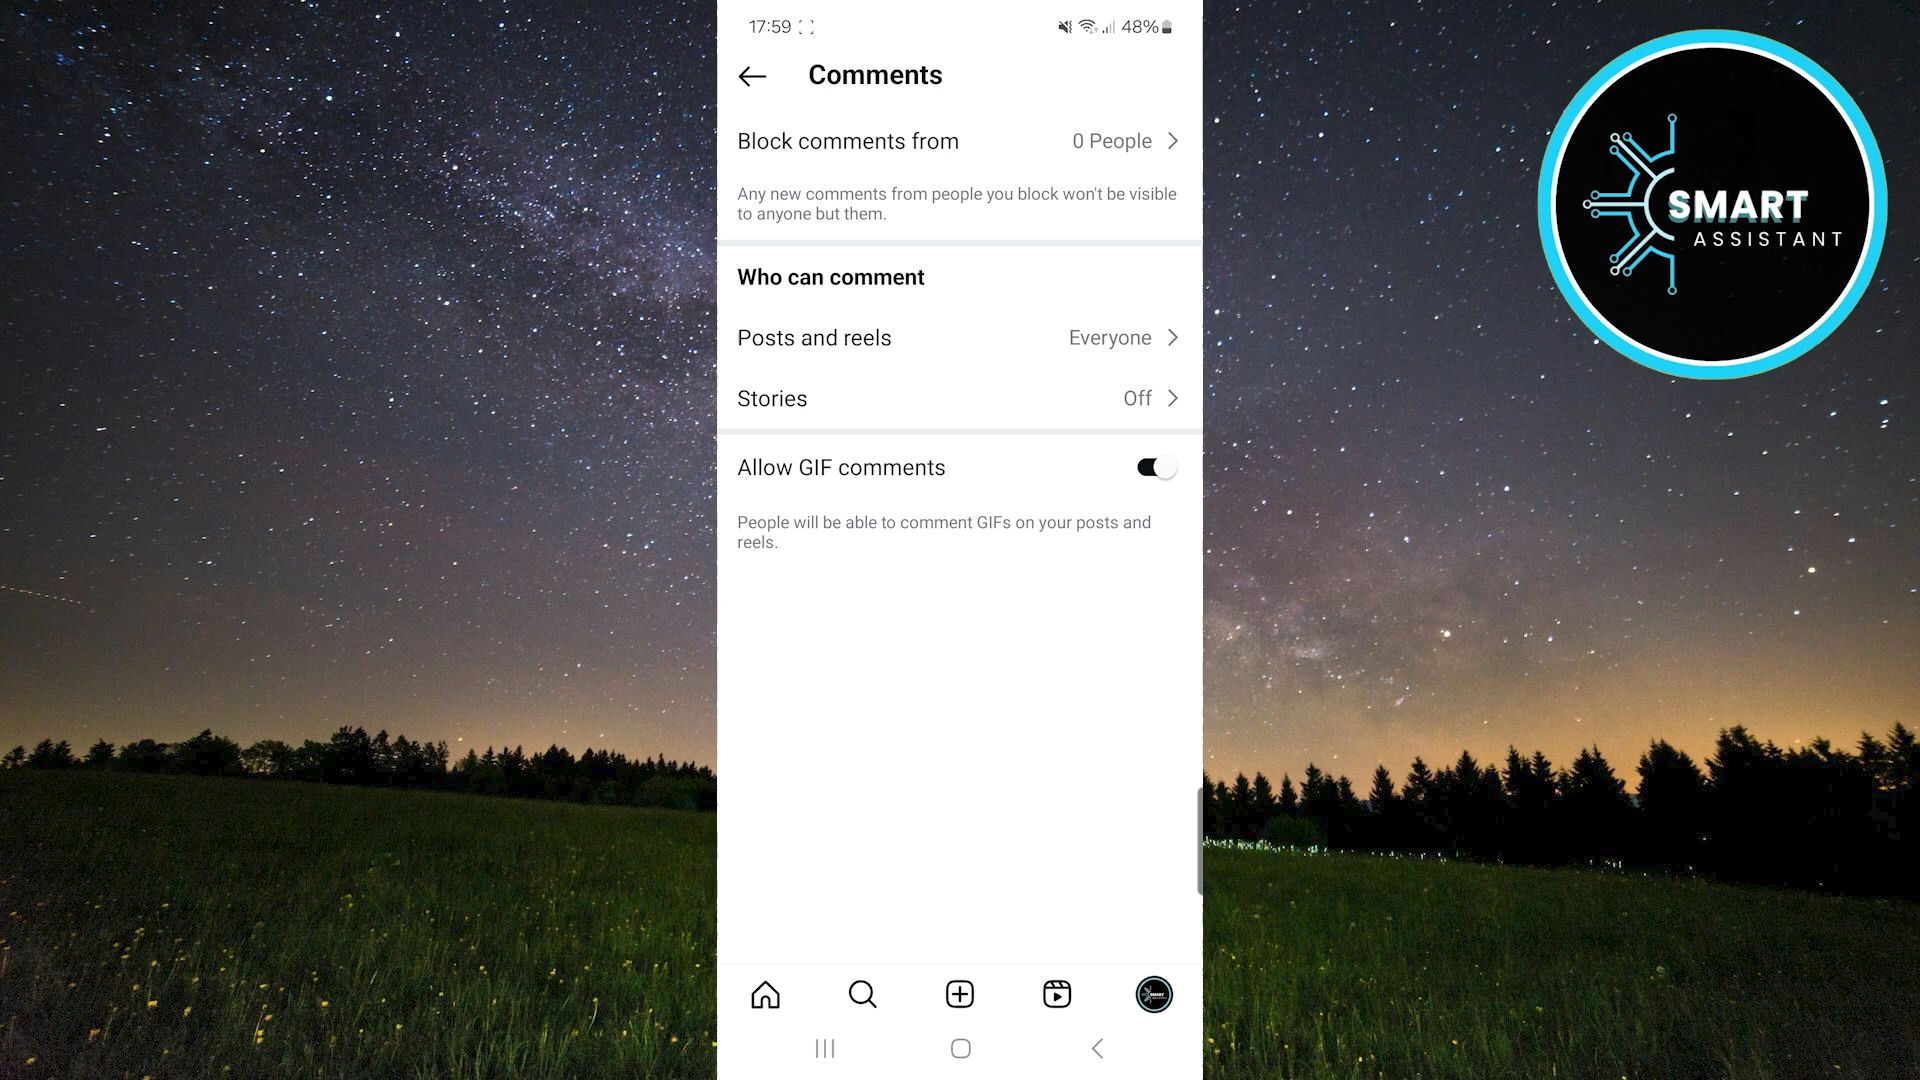 17:59
48%
Comments
Block comments from 0 People
Any new comments from people you block won't be visible
to anyone but them.
Who can comment
Posts and reels Everyone
Stories Off
Allow GIF comments
People will be able to comment GIFs on your posts and
reels.
SMART
ASSISTANT